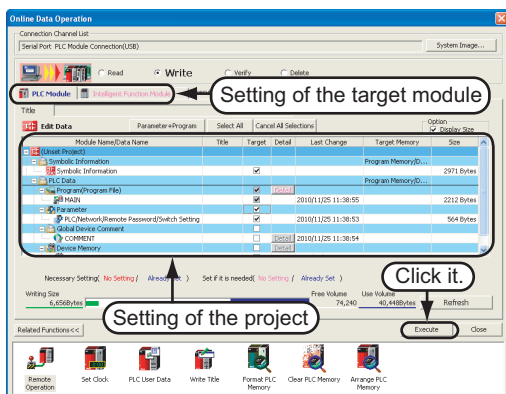 Online Data Operation
Connection Channel List
Serial Port PLC Module Connection(USB)
System Image...
Read
Write
Verify
Delete
PLC Module
Intelligent Function Module
Setting of the target module
Title
Edit Data
Parameter+Program
Select All
Cancel All Selections
Option
Display Size
Module Name/Data Name Title Target Detail Last Change Target Memory Size
(Unset Project)
Symbolic Information Program Memory/D...
Symbolic Information 2971 Bytes
PLC Data Program Memory/D...
Program(Program File) Detail
MAIN 2010/11/25 11:38:55 2212 Bytes
Parameter
PLC/Network/Remote Password/Switch Setting 2010/11/25 11:38:53 564 Bytes
Global Device Comment
COMMENT Detail 2010/11/25 11:38:54
Device Memory Detail
Necessary Setting( No Setting / Already Set ) Set if it is needed( No Setting / Already Set )
Click it.
Writing Size
6,656Bytes
Free Volume
74,240
Use Volume
40,448Bytes
Refresh
Setting of the project
Related Functions<<
Execute
Close
Remote Operation
Set Clock
PLC User Data
Write Title
Format PLC Memory
Clear PLC Memory
Arrange PLC Memory